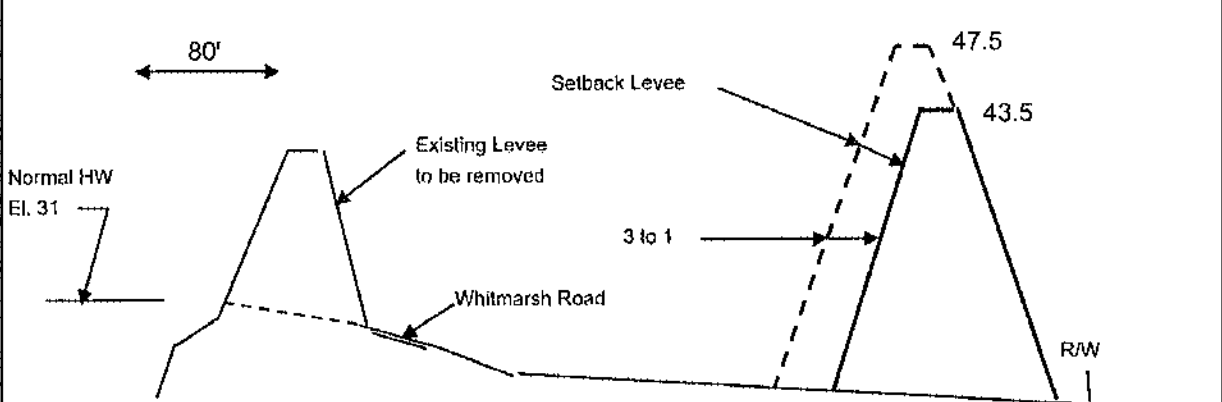 80'
47.5
Setback Levee
43.5
Existing Levee
to be removed
Normal HW
El. 31
3 to 1
Whitmarsh Road
R/W